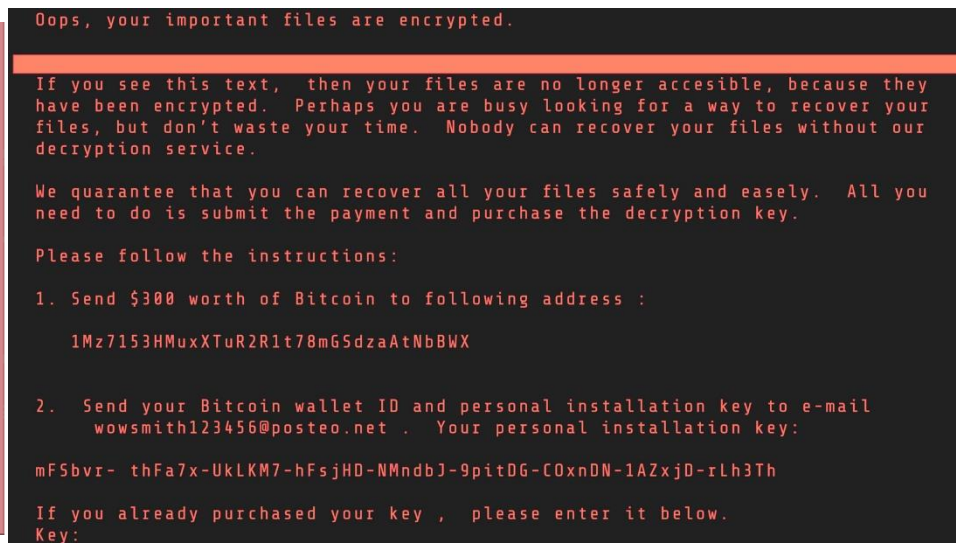 Oops, your important files are encrypted.
If you see this text, then your files are no longer accesible, because they
have been encrypted. Perhaps you are busy looking for a way to recover your
files, but don't waste your time. Nobody can recover your files without our
decryption service.
We quarantee that you can recover all your files safely and easely. All you
need to do is submit the payment and purchase the decryption key.
Please follow the instructions:
1. Send $300 worth of Bitcoin to following address :
1Mz7153HMuxXTuR2R1t78mGSdzaAtNbBWX
2. Send your Bitcoin wallet ID and personal installation key to e-mail
wowsmith123456@posteo.net . Your personal installation key:
mFSbvr- thFa7x-UkLKM7-hFsjHD-NMndbJ-9pitDG-COxnDN-1AZxjD-rLh3Th
If you already purchased your key , please enter it below.
Key: